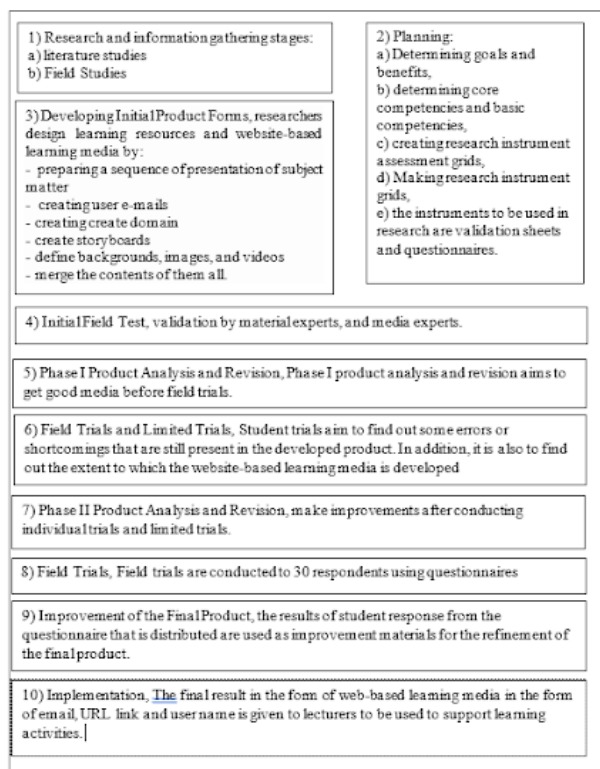 1) Research and information gathering stages:
a) literature studies
b) Field Studies
2) Planning:
a) Determining goals and
benefits,
b) determining core
competencies and basic
competencies,
c) creating research instrument
assessment grids,
d) Making research instrument
grids,
e) the instruments to be used in
research are validation sheets
and questionnaires.
3) Developing Initial Product Forms, researchers
design learning resources and website-based
learning media by:
- preparing a sequence of presentation of subject
matter
- creating user e-mails
- creating create domain
- create storyboards
- define backgrounds, images, and videos
- merge the contents of them all.
4) Initial Field Test, validation by material experts, and media experts.
5) Phase I Product Analysis and Revision, Phase I product analysis and revision aims to
get good media before field trials.
6) Field Trials and Limited Trials, Student trials aim to find out some errors or
shortcomings that are still present in the developed product. In addition, it is also to find
out the extent to which the website-based learning media is developed
7) Phase II Product Analysis and Revision, make improvements after conducting
individual trials and limited trials.
8) Field Trials, Field trials are conducted to 30 respondents using questionnaires
9) Improvement of the Final Product, the results of student response from the
questionnaire that is distributed are used as improvement materials for the refinement of
the final product.
10) Implementation, The final result in the form of web-based learning media in the form
of email, URL link and username is given to lecturers to be used to support learning
activities.